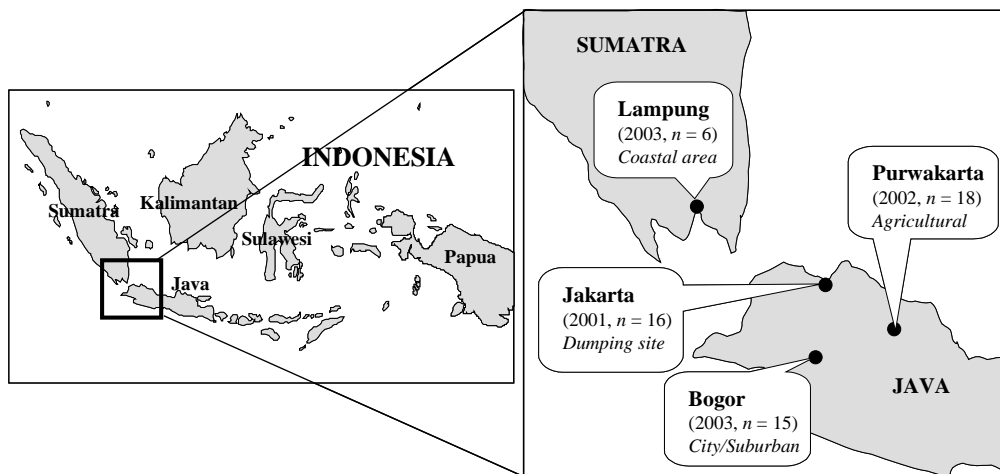 INDONESIA
Sumatra
Kalimantan
Sulawesi
Papua
Java
SUMATRA
Lampung
(2003, n = 6)
Coastal area
Purwakarta
(2002, n = 18)
Agricultural
Jakarta
(2001, n = 16)
Dumping site
Bogor
(2003, n = 15)
City/Suburban
JAVA